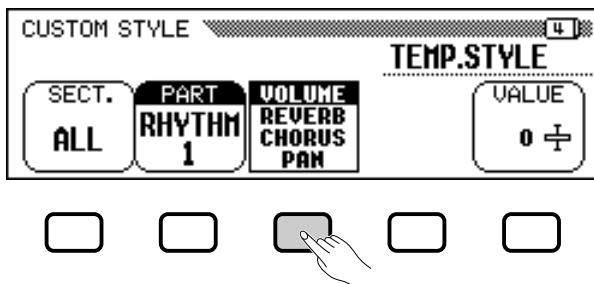 CUSTOM STYLE 4
TEMP.STYLE
SECT.
ALL
PART
RHYTHM
1
VOLUME
REVERB
CHORUS
PAN
VALUE
0